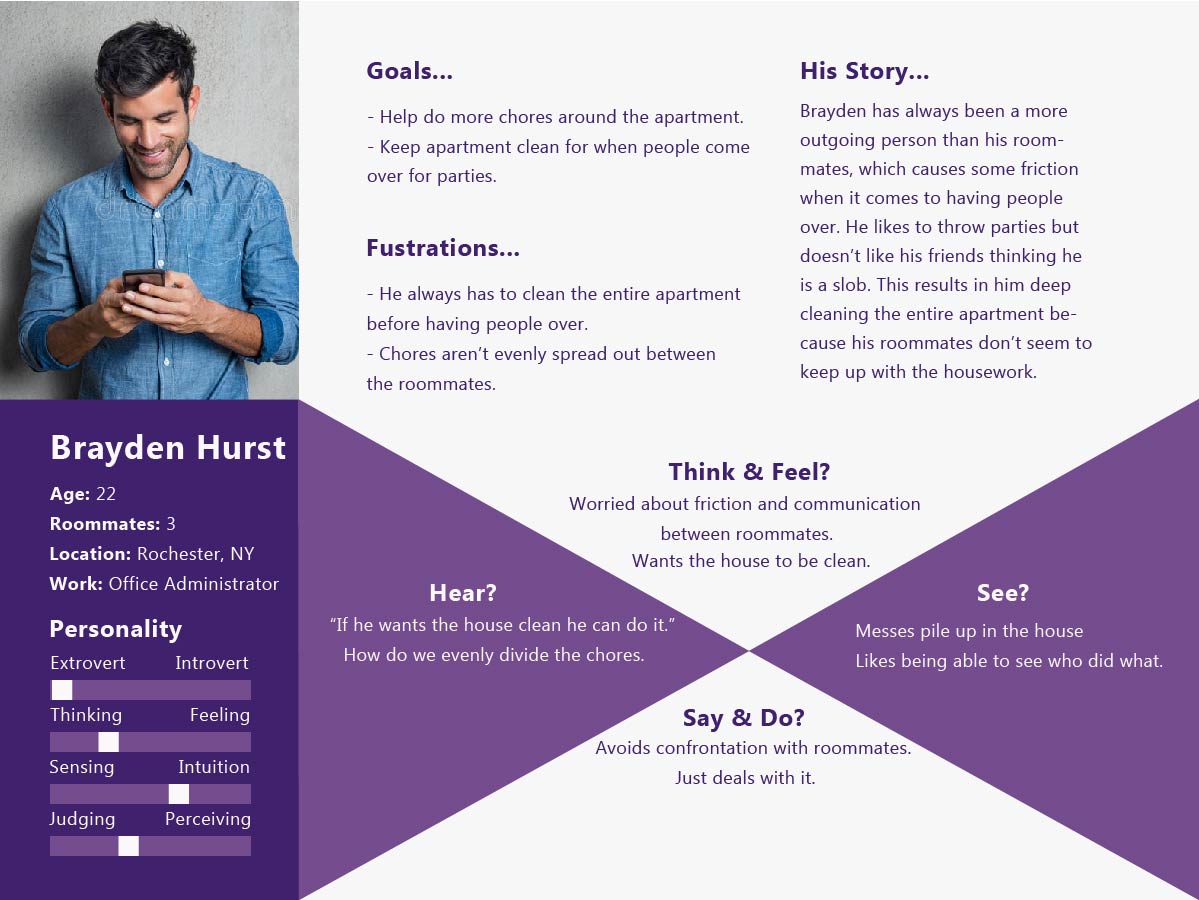 Goals...
- Help do more chores around the apartment.
- Keep apartment clean for when people come
over for parties.
Fustrations...
- He always has to clean the entire apartment
before having people over.
- Chores aren't evenly spread out between
the roommates.
His Story...
Brayden has always been a more
outgoing person than his room-
mates, which causes some friction
when it comes to having people
over. He likes to throw parties but
doesn't like his friends thinking he
is a slob. This results in him deep
cleaning the entire apartment be-
cause his roommates don't seem to
keep up with the housework.
Brayden Hurst
Age: 22
Roommates: 3
Location: Rochester, NY
Work: Office Administrator
Personality
Extrovert Introvert
Thinking Feeling
Sensing Intuition
Judging Perceiving
Think & Feel?
Worried about friction and communication
between roommates.
Wants the house to be clean.
Hear?
“If he wants the house clean he can do it.”
How do we evenly divide the chores.
See?
Messes pile up in the house
Likes being able to see who did what.
Say & Do?
Avoids confrontation with roommates.
Just deals with it.